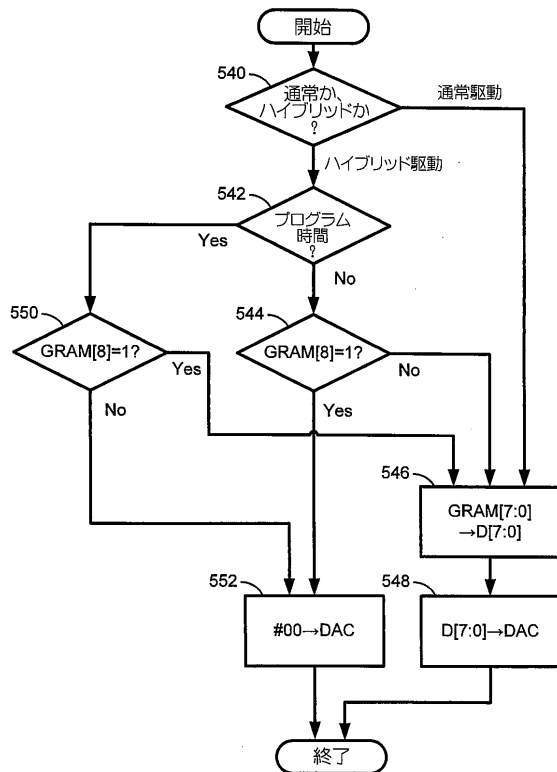 開始
540
通常か、
ハイブリッドか
?
通常駆動
ハイブリッド駆動
542
プログラム
時間
?
Yes
No
550
GRAM[8]=1?
Yes
No
544
GRAM[8]=1?
No
Yes
546
GRAM[7:0]
→D[7:0]
552
#00→DAC
548
D[7:0]→DAC
終了